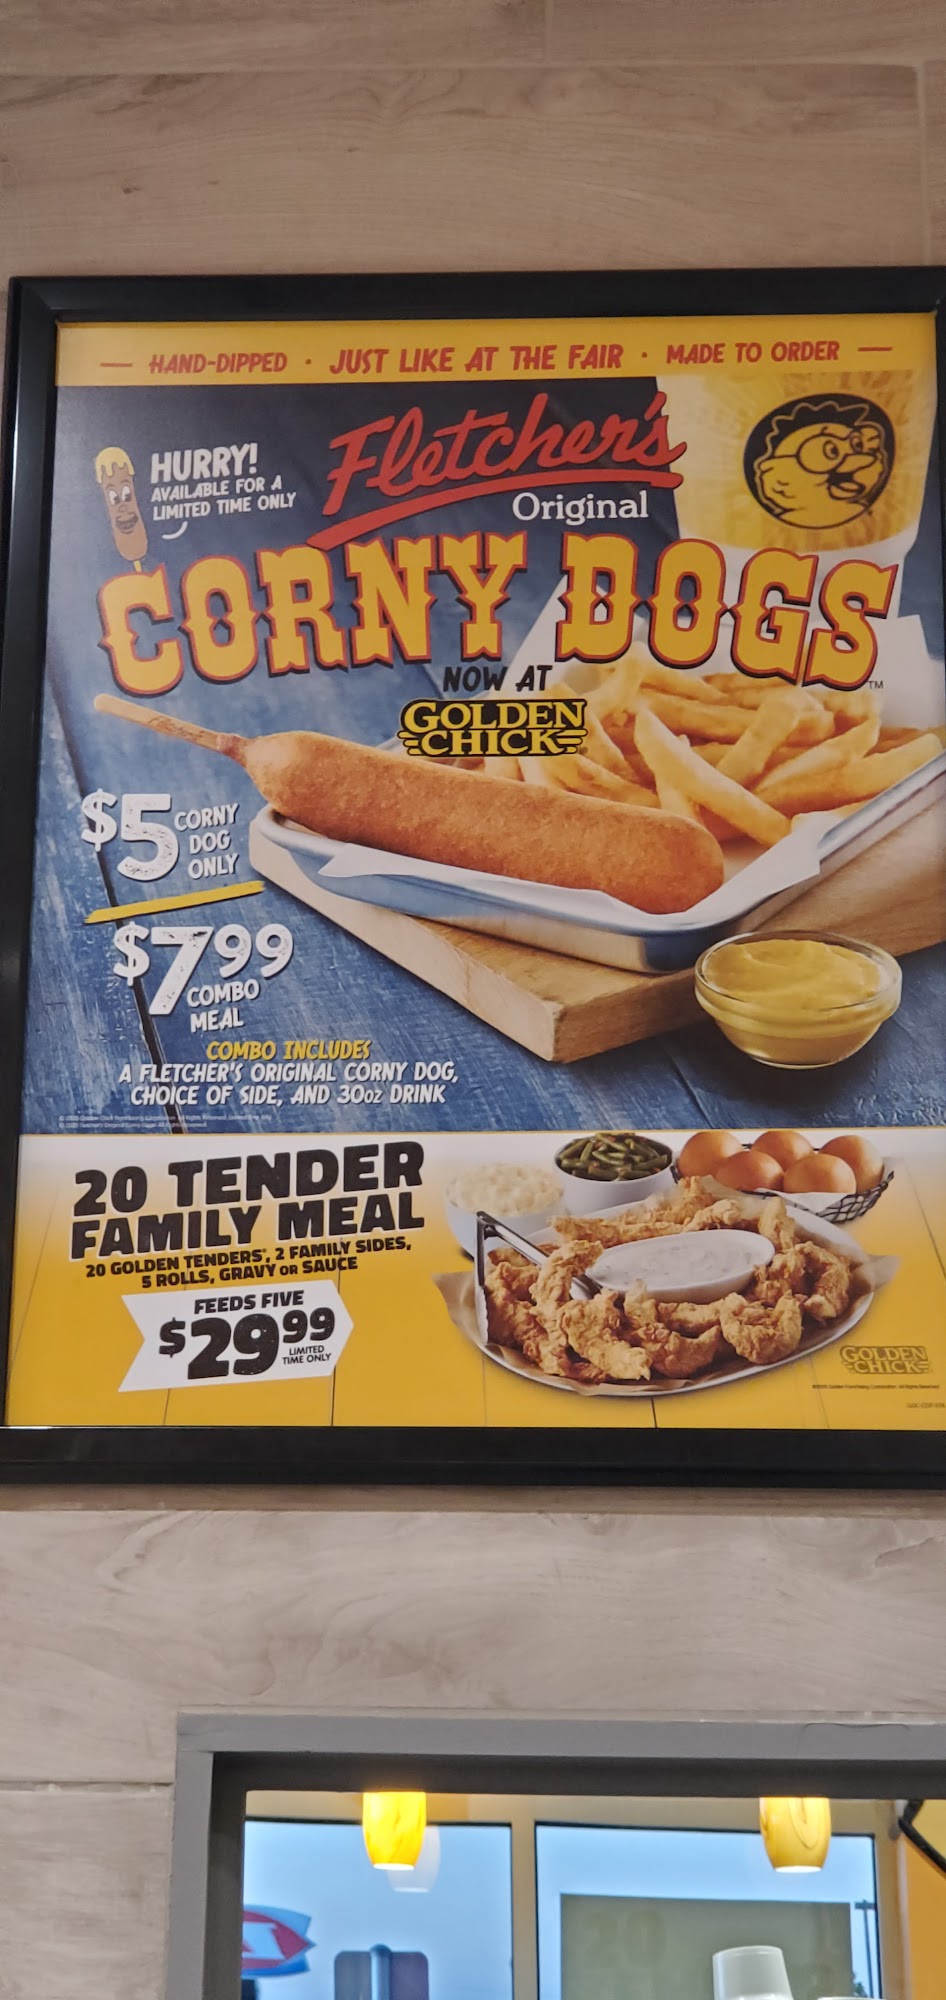 — HAND-DIPPED · JUST LIKE AT THE FAIR · MADE TO ORDER —
HURRY!
AVAILABLE FOR A
LIMITED TIME ONLY
Fletcher's
Original
CORNY DOGS™
NOW AT
GOLDEN
CHICK
$5 CORNY
DOG
ONLY
$7.99
COMBO
MEAL
COMBO INCLUDES
A FLETCHER'S ORIGINAL CORNY DOG,
CHOICE OF SIDE, AND 30oz DRINK
20 TENDER
FAMILY MEAL
20 GOLDEN TENDERS®, 2 FAMILY SIDES,
5 ROLLS, GRAVY OR SAUCE
FEEDS FIVE
$29.99
LIMITED
TIME ONLY
GOLDEN
CHICK